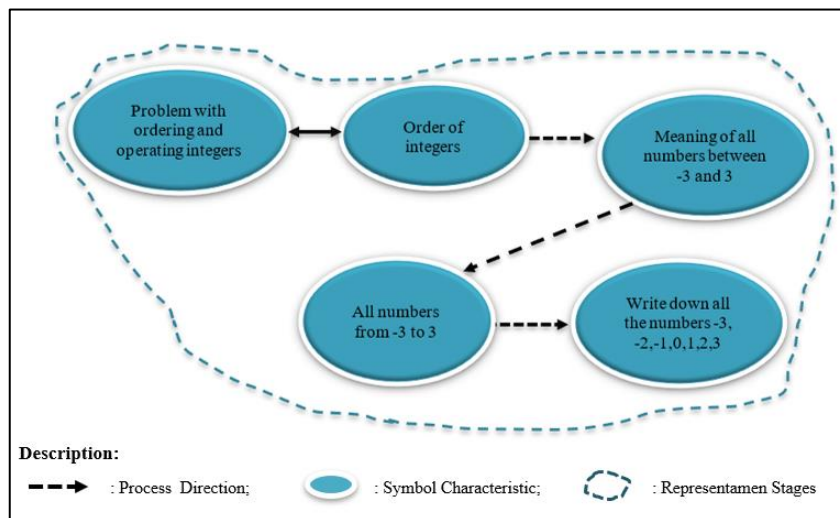 Problem with
ordering and
operating integers
Order of
integers
Meaning of all
numbers between
-3 and 3
All numbers
from -3 to 3
Write down all
the numbers -3,
-2,-1,0,1,2,3
Description:
: Process Direction;
: Symbol Characteristic;
: Representamen Stages